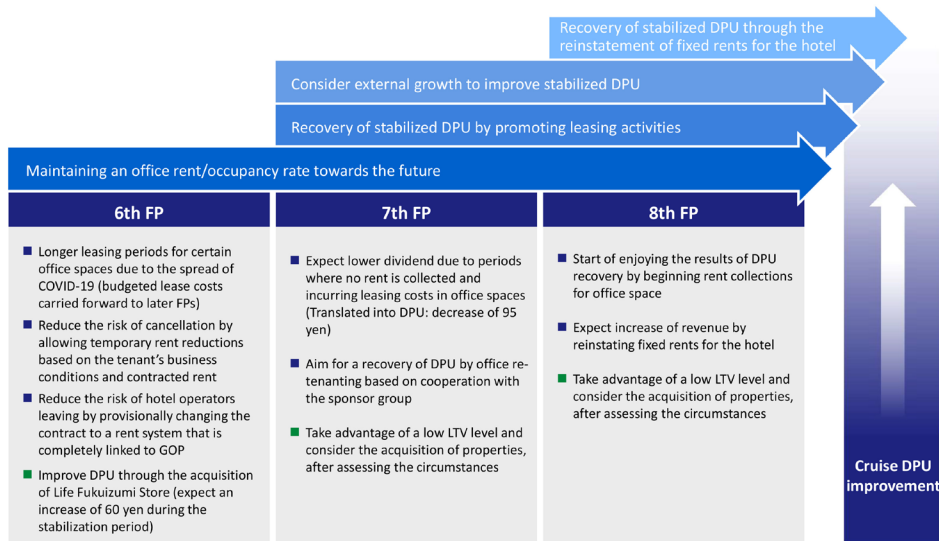 Recovery of stabilized DPU through the
reinstatement of fixed rents for the hotel
Consider external growth to improve stabilized DPU
Recovery of stabilized DPU by promoting leasing activities
Maintaining an office rent/occupancy rate towards the future
6th FP
Longer leasing periods for certain
office spaces due to the spread of
COVID-19 (budgeted lease costs
carried forward to later FPs)
Reduce the risk of cancellation by
allowing temporary rent reductions
based on the tenant's business
conditions and contracted rent
Reduce the risk of hotel operators
leaving by provisionally changing the
contract to a rent system that is
completely linked to GOP
Improve DPU through the acquisition
of Life Fukuizumi Store (expect an
increase of 60 yen during the
stabilization period)
7th FP
Expect lower dividend due to periods
where no rent is collected and
incurring leasing costs in office spaces
(Translated into DPU: decrease of 95
yen)
Aim for a recovery of DPU by office re-
tenanting based on cooperation with
the sponsor group
Take advantage of a low LTV level and
consider the acquisition of properties,
after assessing the circumstances
8th FP
Start of enjoying the results of DPU
recovery by beginning rent collections
for office space
Expect increase of revenue by
reinstating fixed rents for the hotel
Take advantage of a low LTV level and
consider the acquisition of properties,
after assessing the circumstances
Cruise DPU
improvement